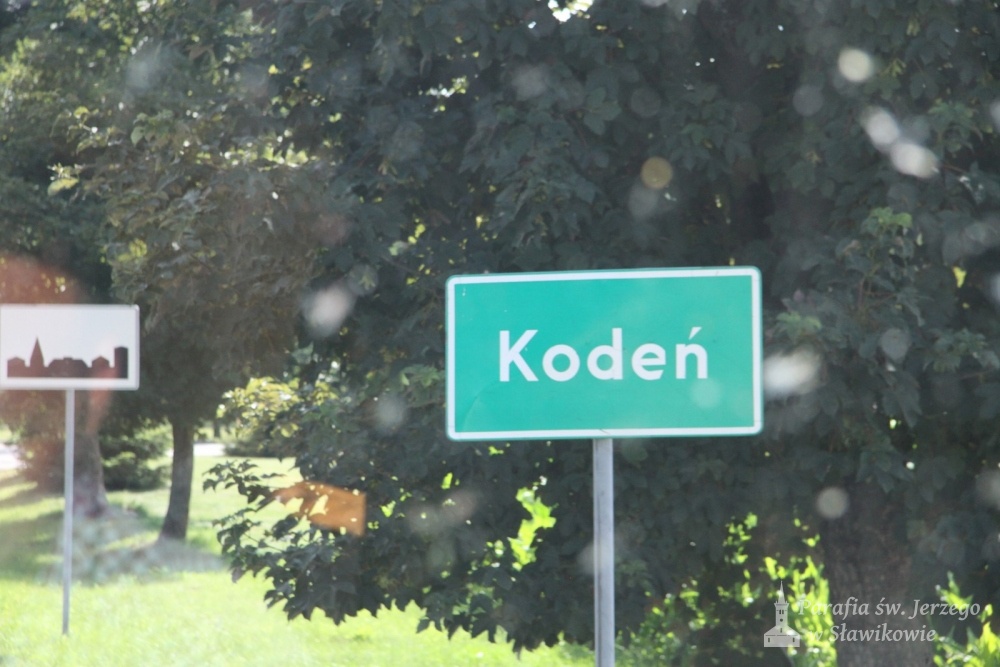 Kodeń
Parafia św. Jerzego
w Sławikowie